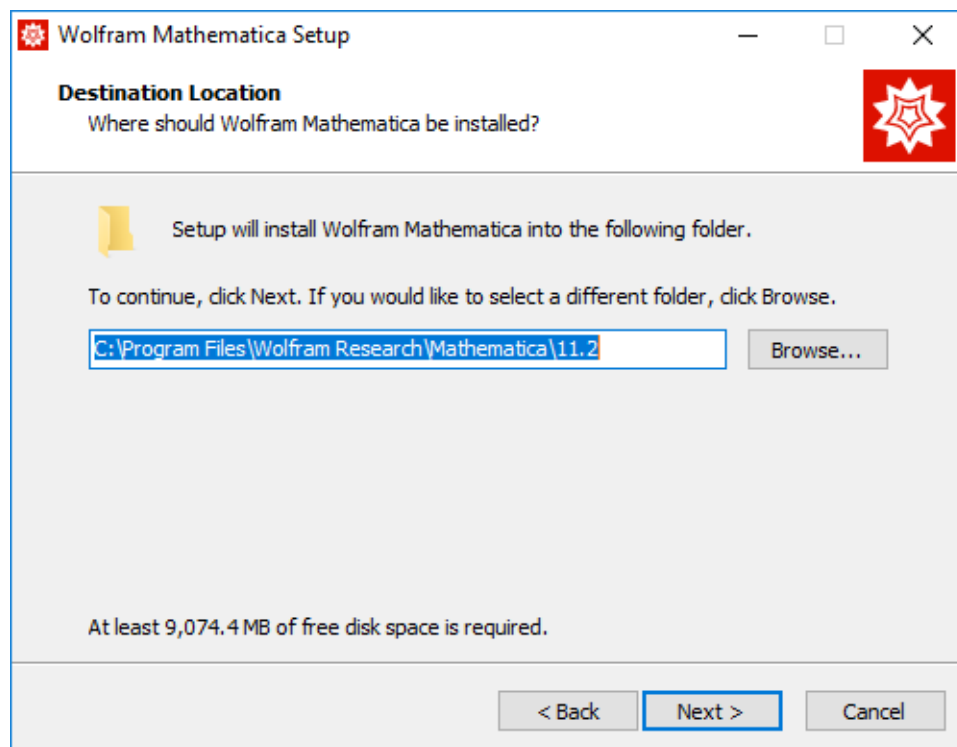 Wolfram Mathematica Setup
Destination Location
Where should Wolfram Mathematica be installed?
Setup will install Wolfram Mathematica into the following folder.
To continue, click Next. If you would like to select a different folder, click Browse.
C:\Program Files\Wolfram Research\Mathematica\11.2
Browse...
At least 9,074.4 MB of free disk space is required.
< Back
Next >
Cancel